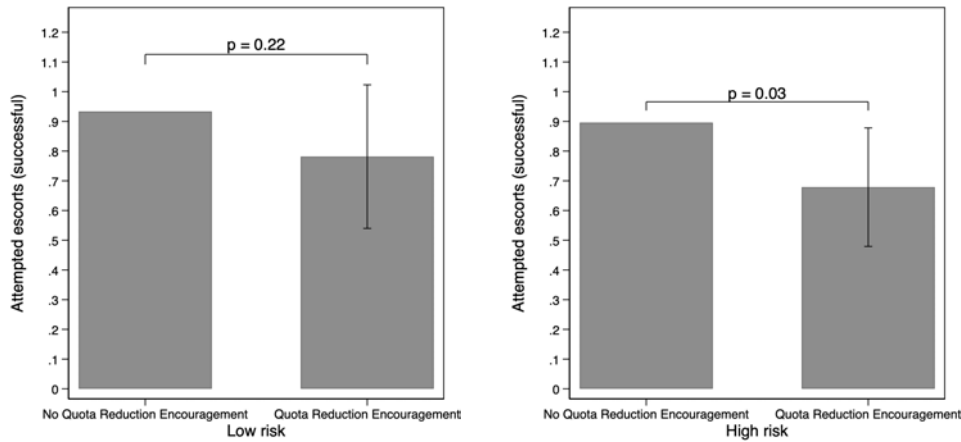 Attempted escorts (successful)
1.2
1.1
1
.9
.8
.7
.6
.5
.4
.3
.2
.1
0
p = 0.22
No Quota Reduction Encouragement
Quota Reduction Encouragement
Low risk
Attempted escorts (successful)
1.2
1.1
1
.9
.8
.7
.6
.5
.4
.3
.2
.1
0
p = 0.03
No Quota Reduction Encouragement
Quota Reduction Encouragement
High risk